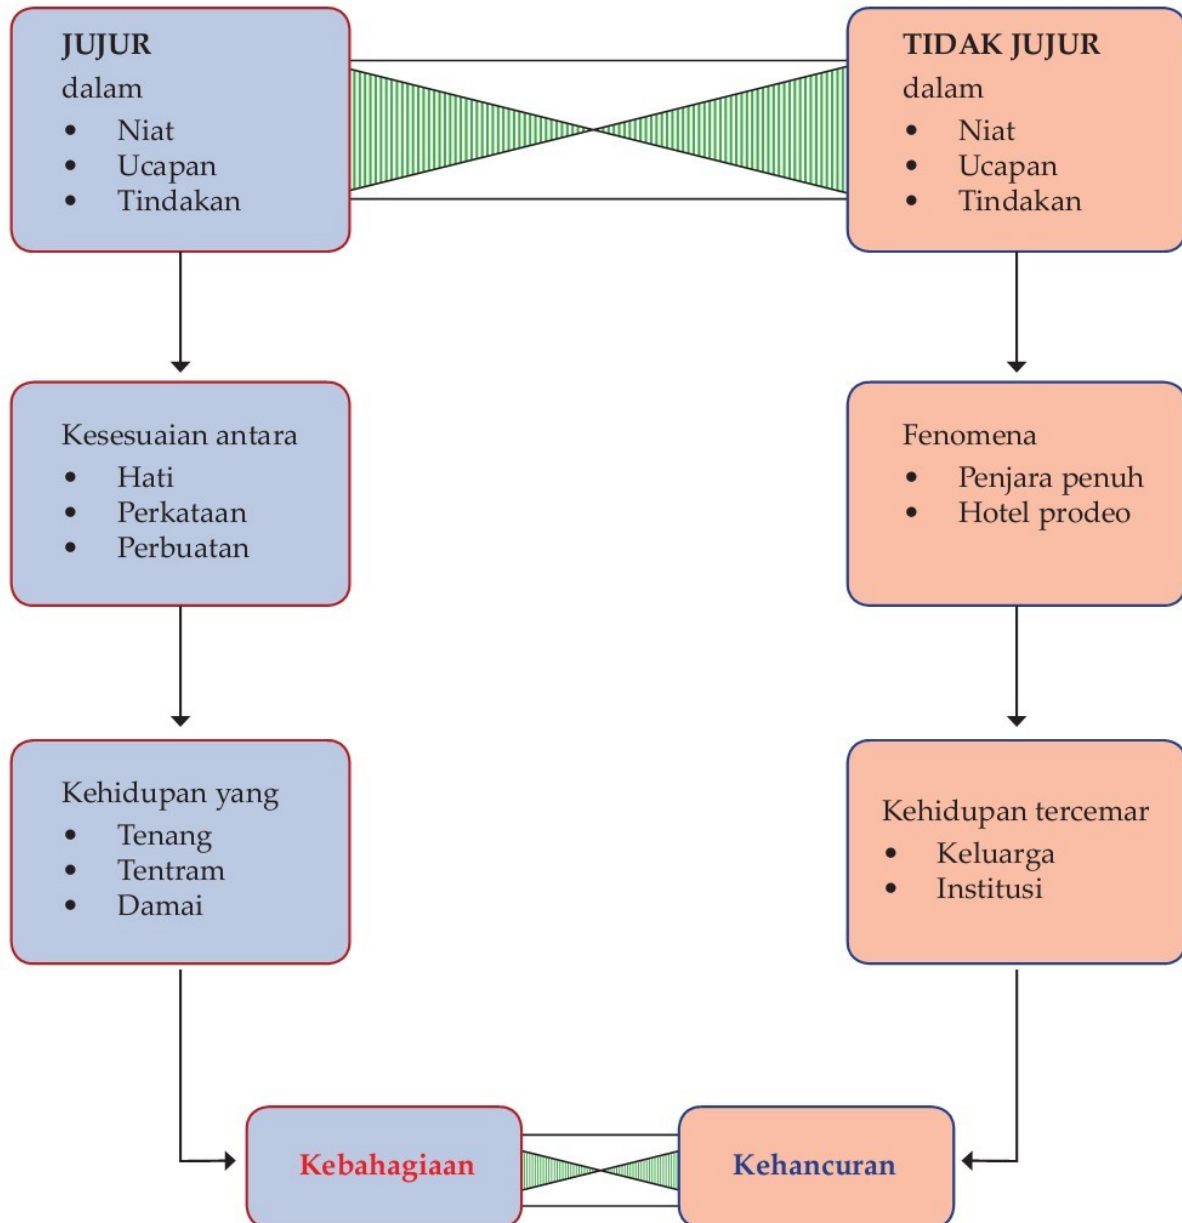 JUJUR
dalam
• Niat
• Ucapan
• Tindakan
TIDAK JUJUR
dalam
• Niat
• Ucapan
• Tindakan
Kesesuaian antara
• Hati
• Perkataan
• Perbuatan
Fenomena
• Penjara penuh
• Hotel prodeo
Kehidupan yang
• Tenang
• Tentram
• Damai
Kehidupan tercemar
• Keluarga
• Institusi
Kebahagiaan
Kehancuran